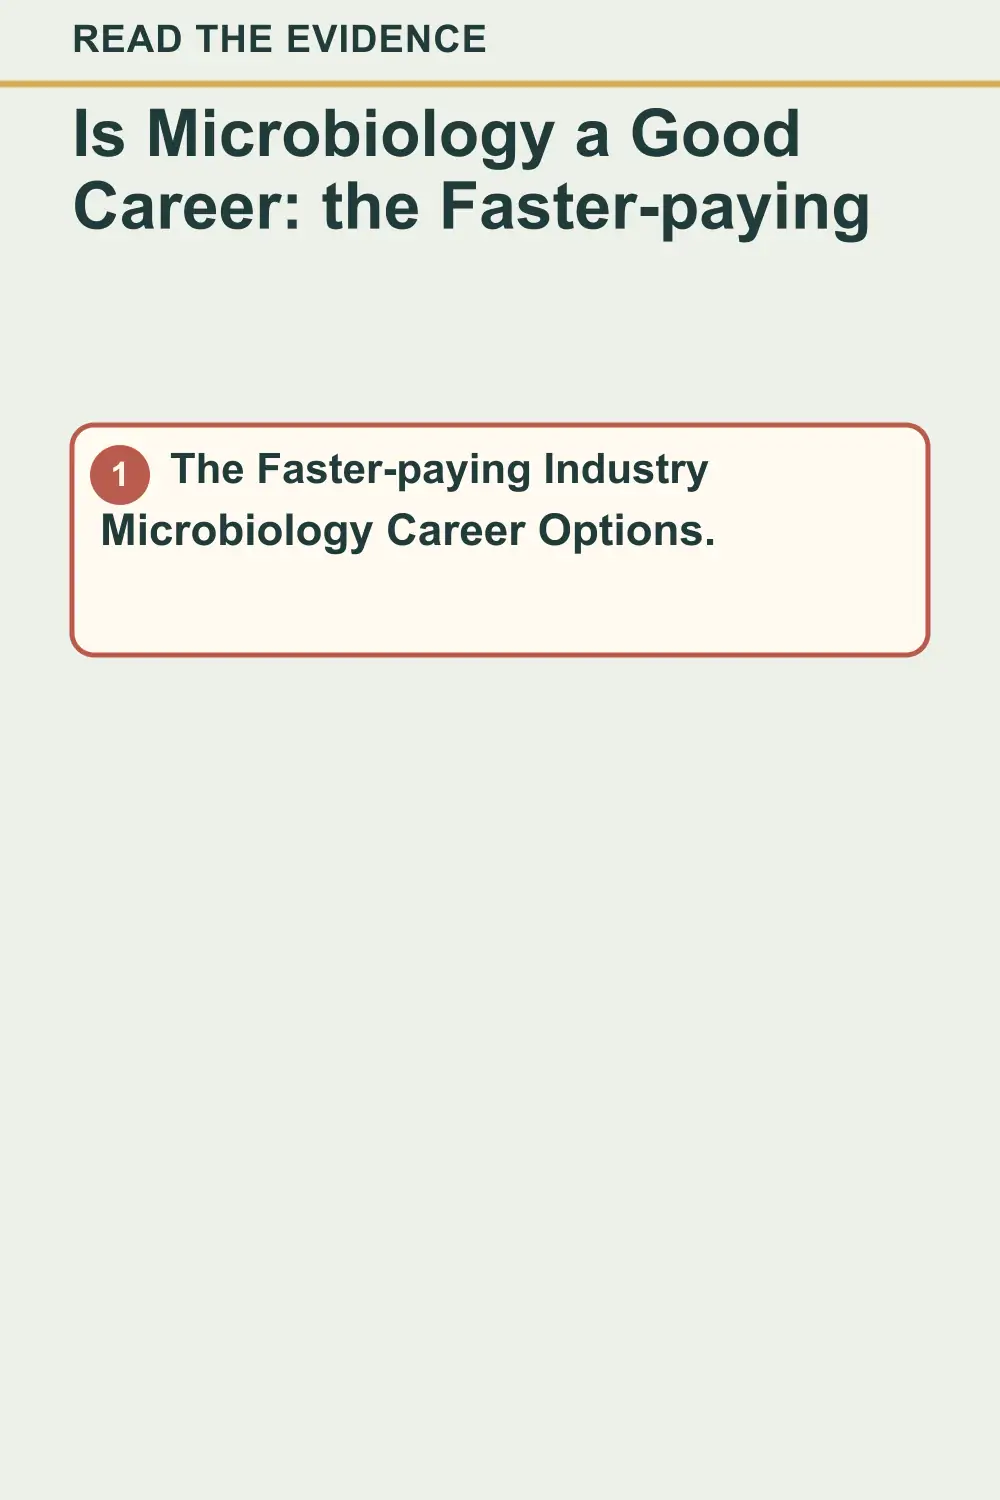 READ THE EVIDENCE
Is Microbiology a Good
Career: the Faster-paying
1 The Faster-paying Industry
Microbiology Career Options.